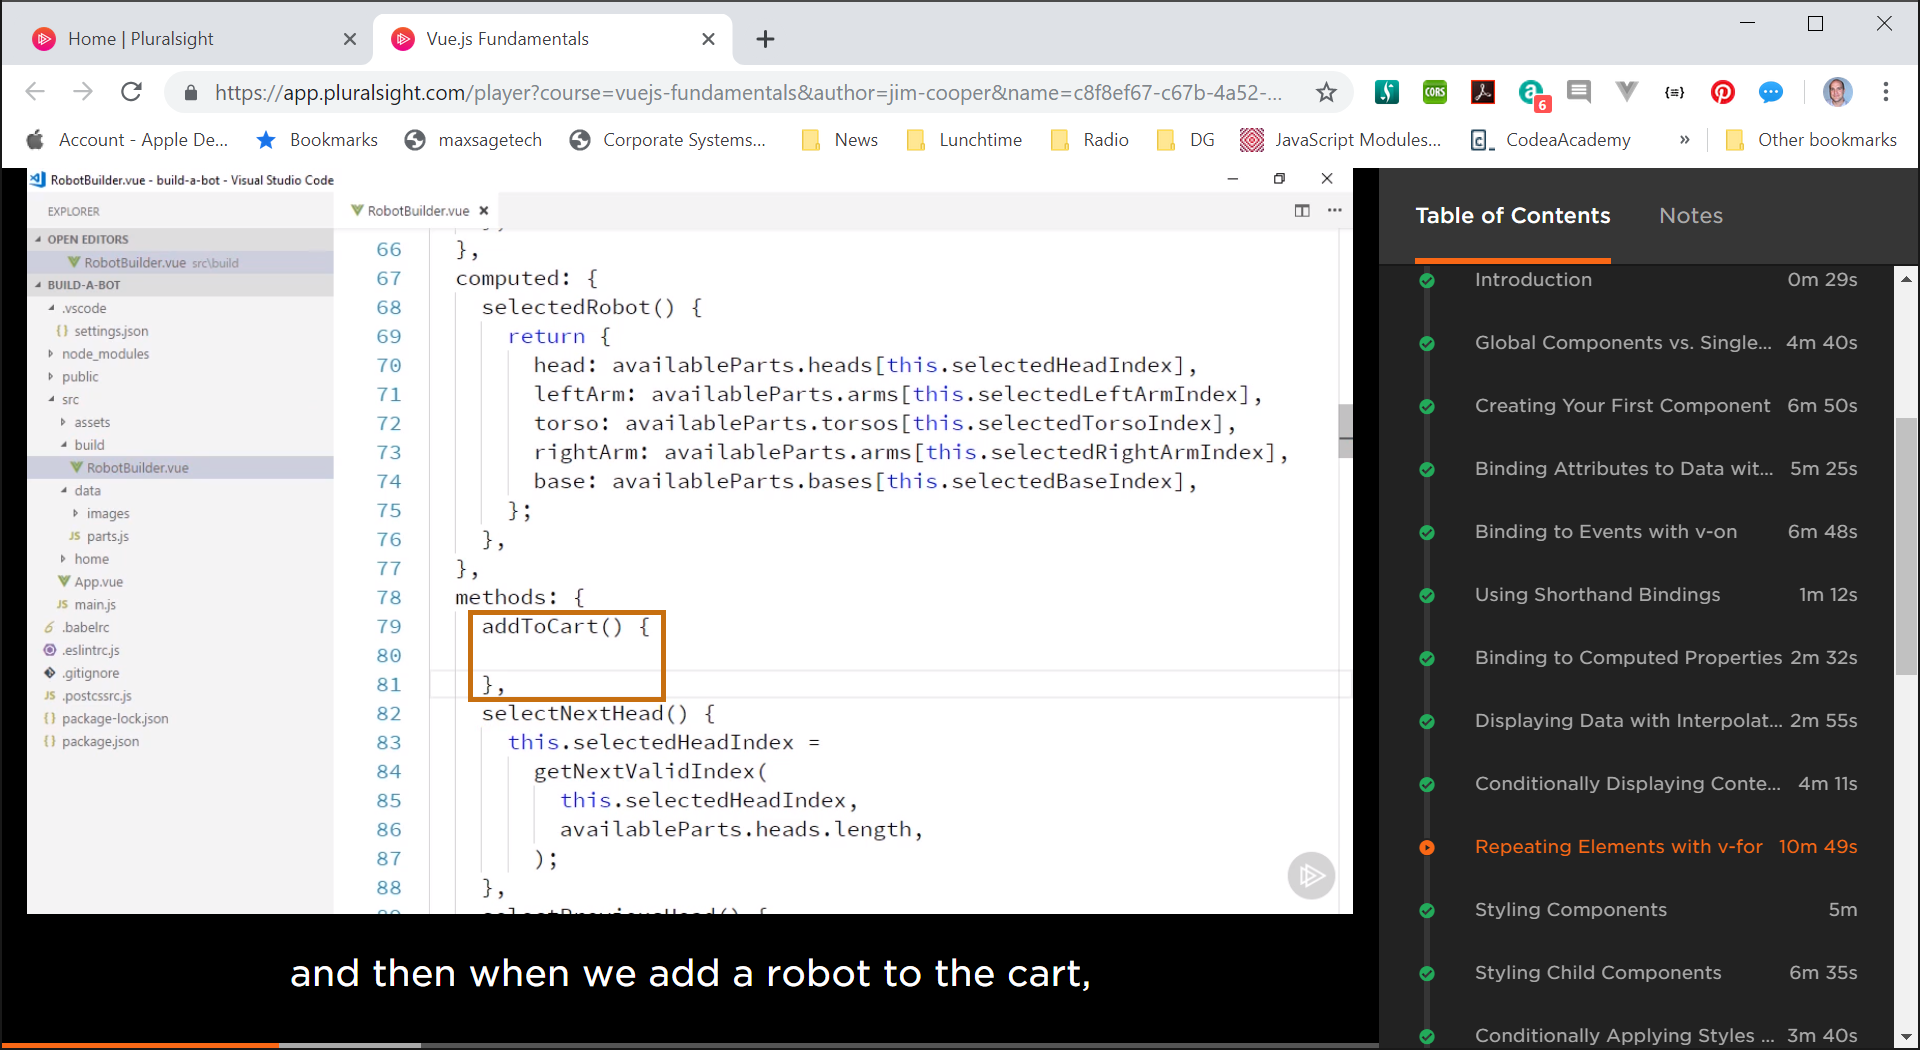 Home | Pluralsight
Vue.js Fundamentals
https://app.pluralsight.com/player?course=vuejs-fundamentals&author=jim-cooper&name=c8f8ef67-c67b-4a52-...
CORS
6
{≡}
Account - Apple De...
Bookmarks
maxsagetech
Corporate Systems...
News
Lunchtime
Radio
DG
JavaScript Modules...
CodeaAcademy
»
Other bookmarks
RobotBuilder.vue - build-a-bot - Visual Studio Code
EXPLORER
OPEN EDITORS
RobotBuilder.vue src\build
BUILD-A-BOT
.vscode
{} settings.json
node_modules
public
src
assets
build
RobotBuilder.vue
data
images
JS parts.js
home
App.vue
JS main.js
.babelrc
.eslintrc.js
.gitignore
JS .postcssrc.js
{} package-lock.json
{} package.json
RobotBuilder.vue
66 },
67 computed: {
68 selectedRobot() {
69 return {
70 head: availableParts.heads[this.selectedHeadIndex],
71 leftArm: availableParts.arms[this.selectedLeftArmIndex],
72 torso: availableParts.torsos[this.selectedTorsoIndex],
73 rightArm: availableParts.arms[this.selectedRightArmIndex],
74 base: availableParts.bases[this.selectedBaseIndex],
75 };
76 },
77 },
78 methods: {
79 addToCart() {
80
81 },
82 selectNextHead() {
83 this.selectedHeadIndex =
84 getNextValidIndex(
85 this.selectedHeadIndex,
86 availableParts.heads.length,
87 );
88 },
and then when we add a robot to the cart,
Table of Contents
Notes
Introduction 0m 29s
Global Components vs. Single... 4m 40s
Creating Your First Component 6m 50s
Binding Attributes to Data wit... 5m 25s
Binding to Events with v-on 6m 48s
Using Shorthand Bindings 1m 12s
Binding to Computed Properties 2m 32s
Displaying Data with Interpolat... 2m 55s
Conditionally Displaying Conte... 4m 11s
Repeating Elements with v-for 10m 49s
Styling Components 5m
Styling Child Components 6m 35s
Conditionally Applying Styles ... 3m 40s